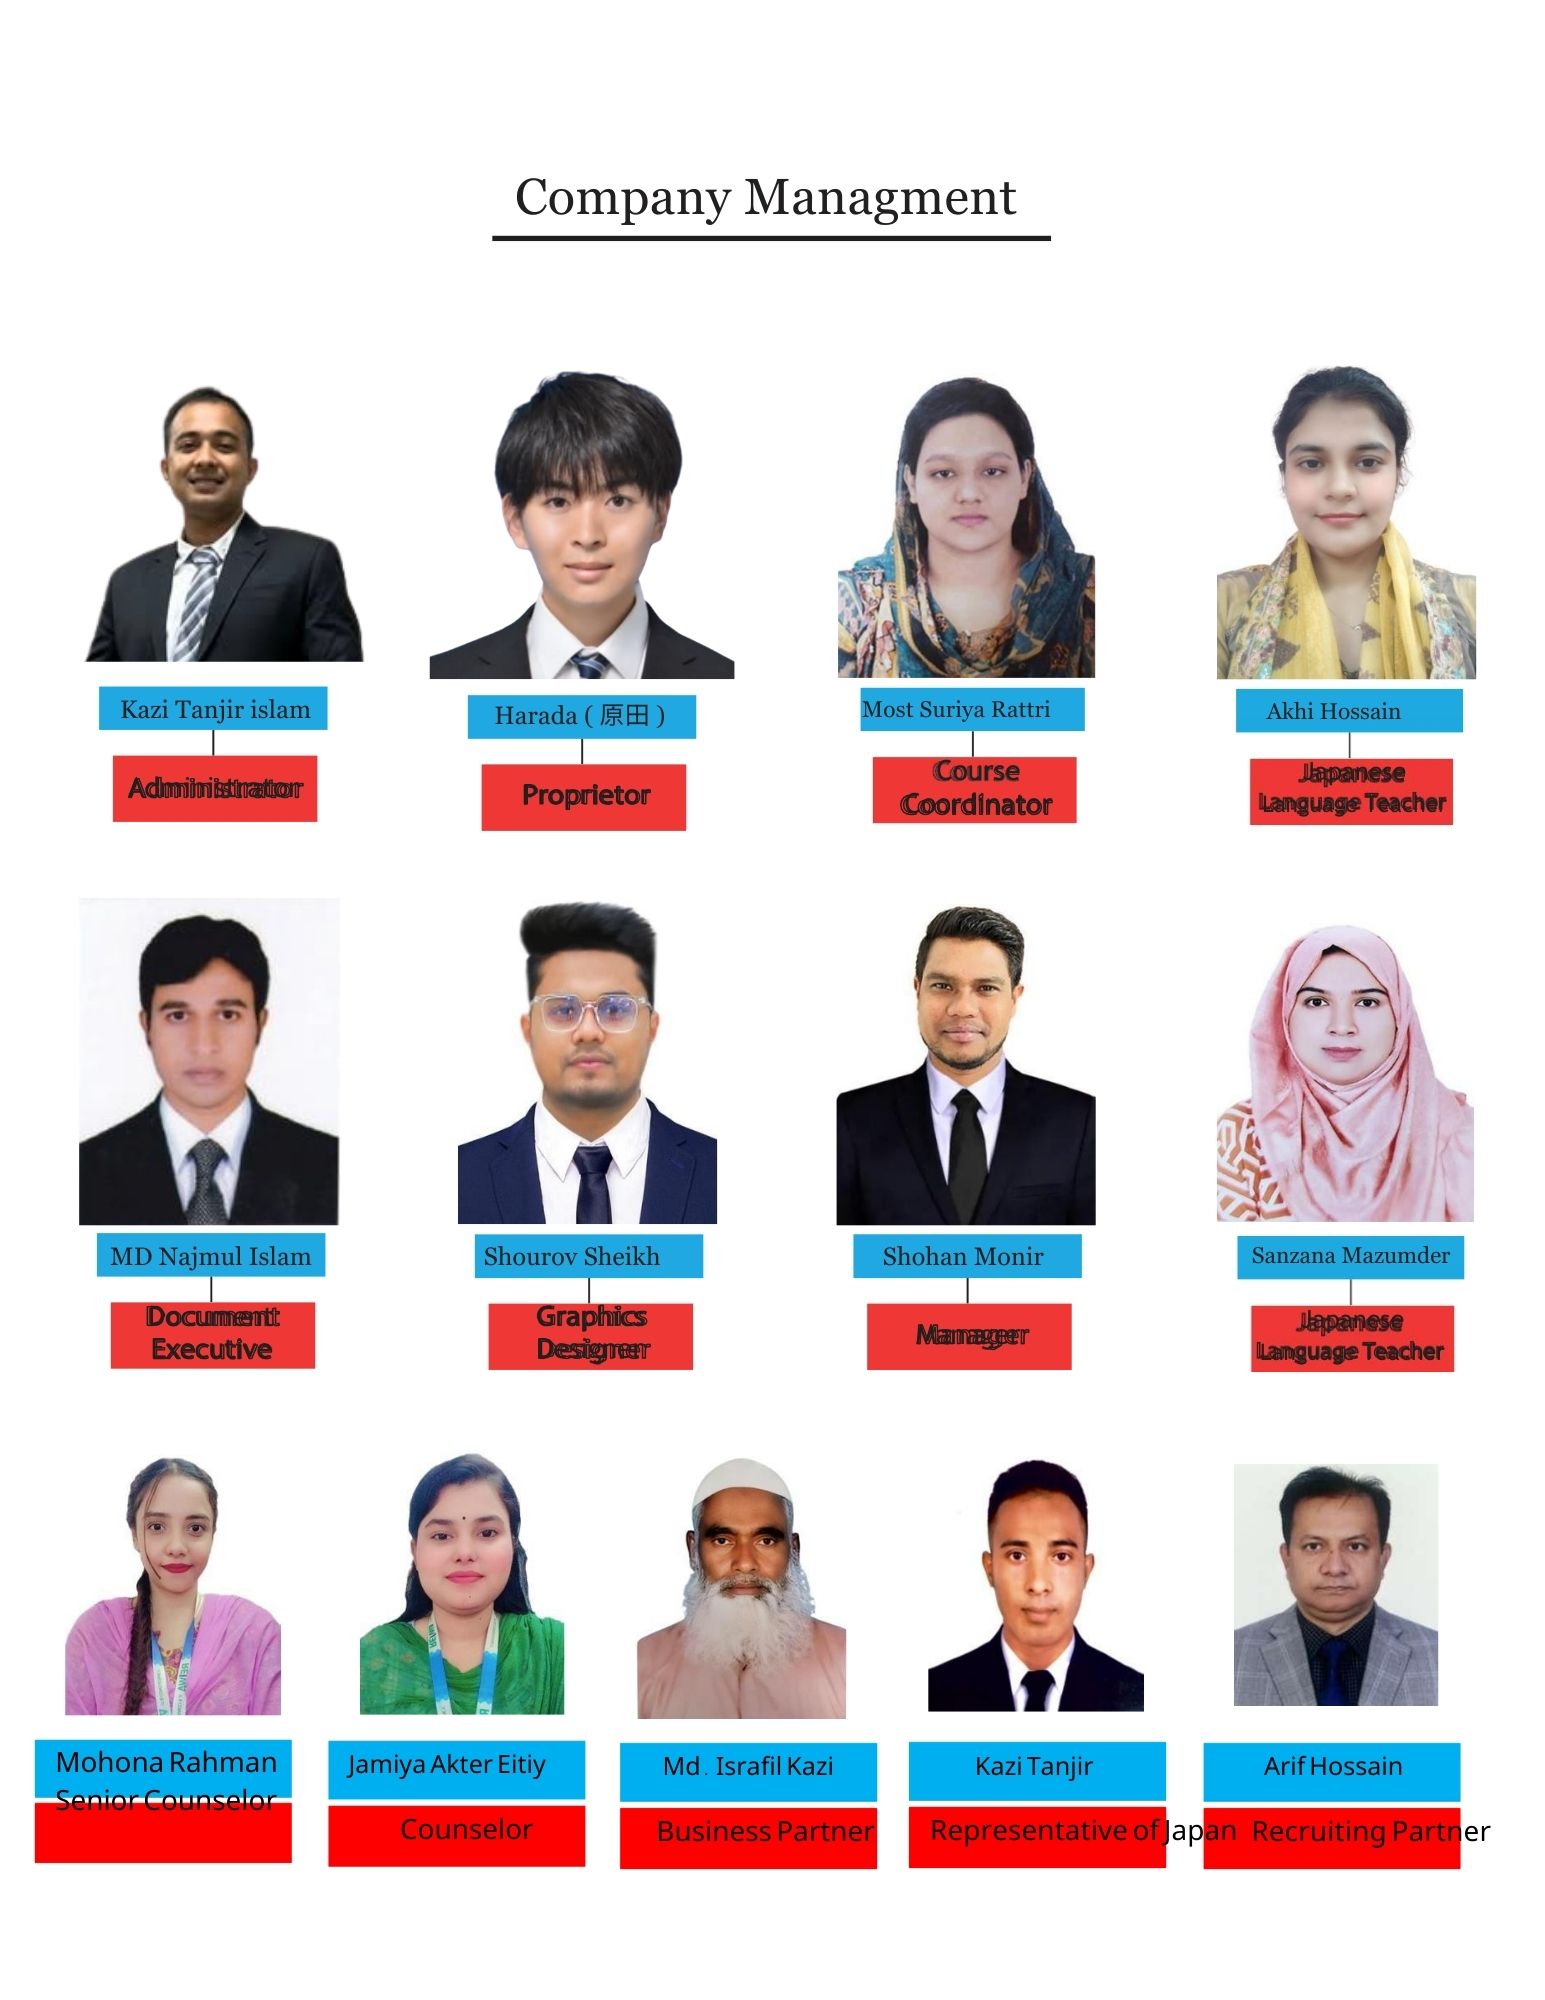 Company Managment
Kazi Tanjir islam
Administrator
Harada ( 原田 )
Proprietor
Most Suriya Rattri
Course
Coordinator
Akhi Hossain
Japanese
Language Teacher
MD Najmul Islam
Document
Executive
Shourov Sheikh
Graphics
Designer
Shohan Monir
Manager
Sanzana Mazumder
Japanese
Language Teacher
REIWA
Mohona Rahman
Senior Counselor
Jamiya Akter Eitiy
Counselor
Md. Israfil Kazi
Business Partner
Kazi Tanjir
Representative of Japan
Arif Hossain
Recruiting Partner